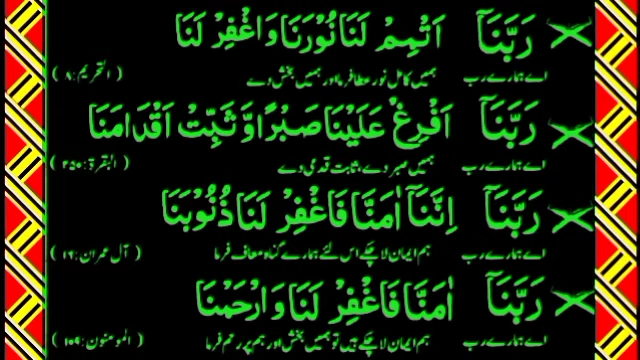 رَبَّنَآ اَتْمِمْ لَنَا نُوْرَنَا وَاغْفِرْ لَنَا
اے ہمارے رب ہمیں کامل نور عطا فرما اور ہمیں بخش دے (التحریم:۸)
رَبَّنَآ اَفْرِغْ عَلَيْنَا صَبْرًا وَّ ثَبِّتْ اَقْدَامَنَا
اے ہمارے رب ہمیں صبر دے، ثابت قدمی دے (البقرۃ:۲۵۰)
رَبَّنَآ اِنَّنَآ اٰمَنَّا فَاغْفِرْ لَنَا ذُنُوْبَنَا
اے ہمارے رب ہم ایمان لا چکے اس لئے ہمارے گناہ معاف فرما (آل عمران:۱۶)
رَبَّنَآ اٰمَنَّا فَاغْفِرْ لَنَا وَارْحَمْنَا
اے ہمارے رب ہم ایمان لا چکے ہیں تو ہمیں بخش اور ہم پر رحم فرما (المومنون:۱۰۹)